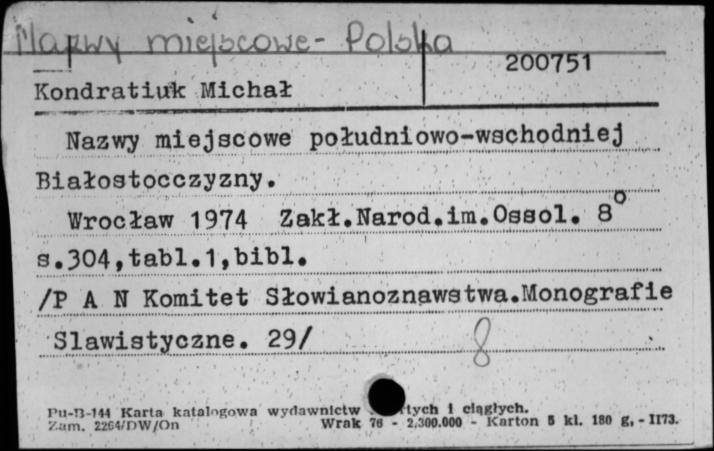 Nazwy miejscowe - Polska
200751
Kondratiuk Michał
Nazwy miejscowe południowo-wschodniej
Białostocczyzny.
Wrocław 1974 Zakł.Narod.im.Ossol. 8°
s.304,tabl.1,bibl.
/P A N Komitet Słowianoznawstwa.Monografie
Slawistyczne. 29/
8
Pu-B-144 Karta katalogowa wydawnictw i ciągłych.
Zam. 2264/DW/On Wrak 76 - 2.300.000 - Karton 5 kl. 180 g. - II73.